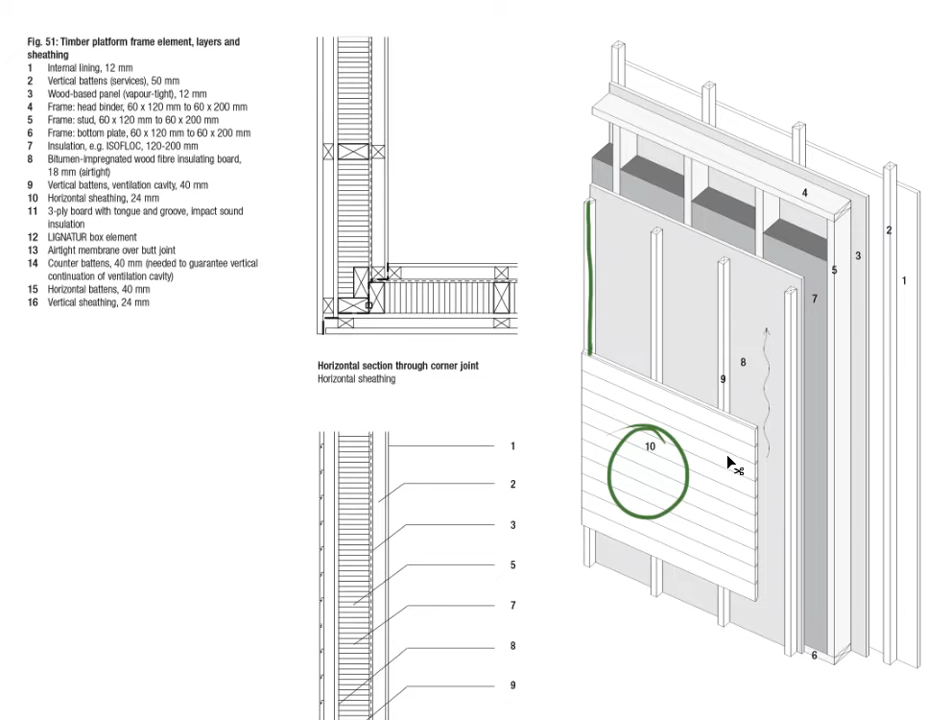 Fig. 51: Timber platform frame element, layers and
sheathing
1 Internal lining, 12 mm
2 Vertical battens (services), 50 mm
3 Wood-based panel (vapour-tight), 12 mm
4 Frame: head binder, 60 x 120 mm to 60 x 200 mm
5 Frame: stud, 60 x 120 mm to 60 x 200 mm
6 Frame: bottom plate, 60 x 120 mm to 60 x 200 mm
7 Insulation, e.g. ISOFLOC, 120-200 mm
8 Bitumen-impregnated wood fibre insulating board,
18 mm (airtight)
9 Vertical battens, ventilation cavity, 40 mm
10 Horizontal sheathing, 24 mm
11 3-ply board with tongue and groove, impact sound
insulation
12 LIGNATUR box element
13 Airtight membrane over butt joint
14 Counter battens, 40 mm (needed to guarantee vertical
continuation of ventilation cavity)
15 Horizontal battens, 40 mm
16 Vertical sheathing, 24 mm
Horizontal section through corner joint
Horizontal sheathing
1
2
3
5
7
8
9
4
2
3
5
1
7
8
9
10
6